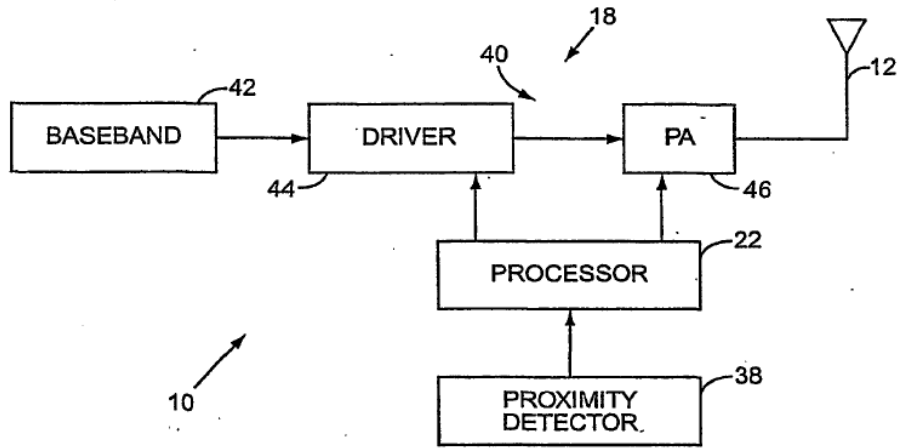 18
40
12
42
BASEBAND
DRIVER
PA
44
46
22
PROCESSOR
10
38
PROXIMITY
DETECTOR